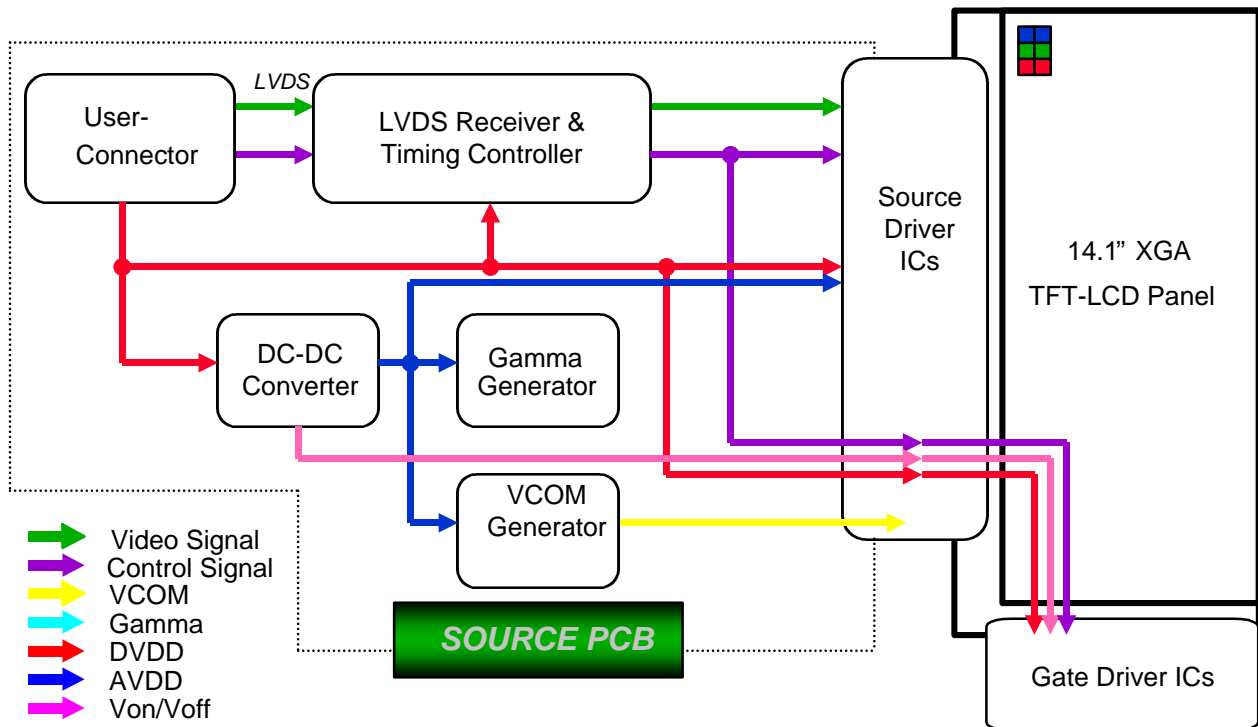 LVDS
User-
Connector
LVDS Receiver &
Timing Controller
Source
Driver
ICs
14.1” XGA
TFT-LCD Panel
DC-DC
Converter
Gamma
Generator
VCOM
Generator
Video Signal
Control Signal
VCOM
Gamma
DVDD
AVDD
Von/Voff
SOURCE PCB
Gate Driver ICs